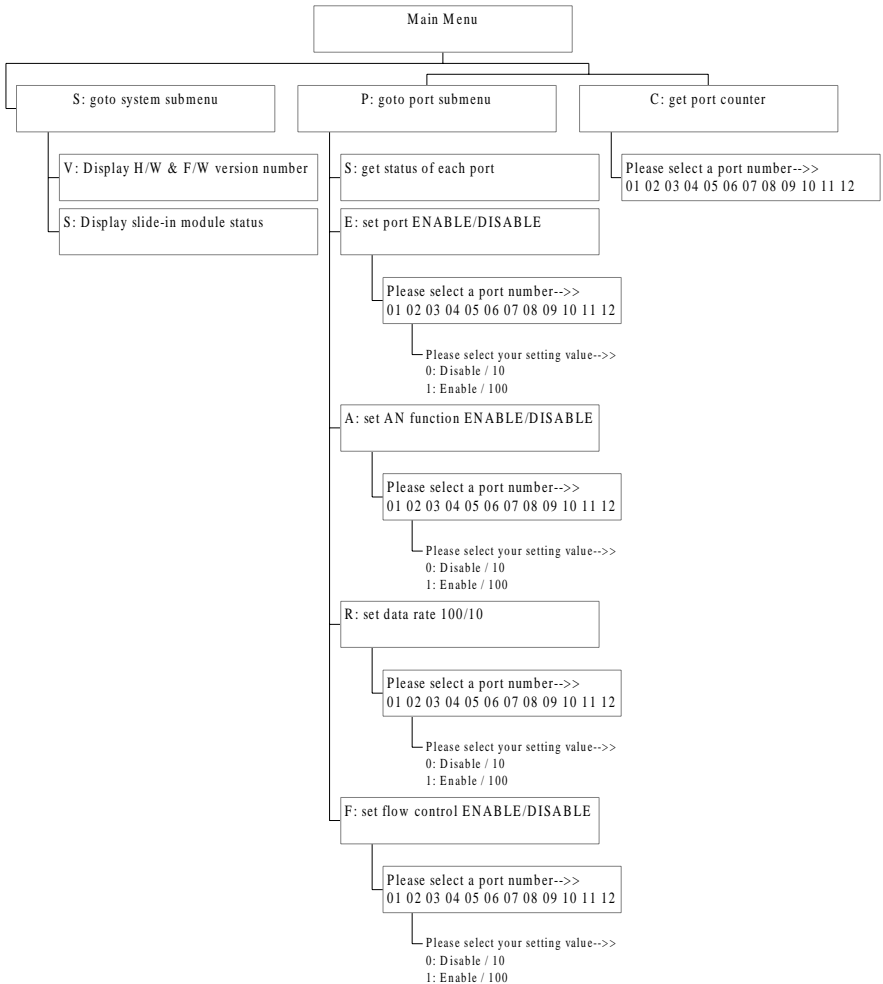 Main Menu
S: goto system submenu
V: Display H/W & F/W version number
S: Display slide-in module status
P: goto port submenu
S: get status of each port
E: set port ENABLE/DISABLE
Please select a port number-->>
01 02 03 04 05 06 07 08 09 10 11 12
Please select your setting value-->>
0: Disable / 10
1: Enable / 100
A: set AN function ENABLE/DISABLE
Please select a port number-->>
01 02 03 04 05 06 07 08 09 10 11 12
Please select your setting value-->>
0: Disable / 10
1: Enable / 100
R: set data rate 100/10
Please select a port number-->>
01 02 03 04 05 06 07 08 09 10 11 12
Please select your setting value-->>
0: Disable / 10
1: Enable / 100
F: set flow control ENABLE/DISABLE
Please select a port number-->>
01 02 03 04 05 06 07 08 09 10 11 12
Please select your setting value-->>
0: Disable / 10
1: Enable / 100
C: get port counter
Please select a port number-->>
01 02 03 04 05 06 07 08 09 10 11 12